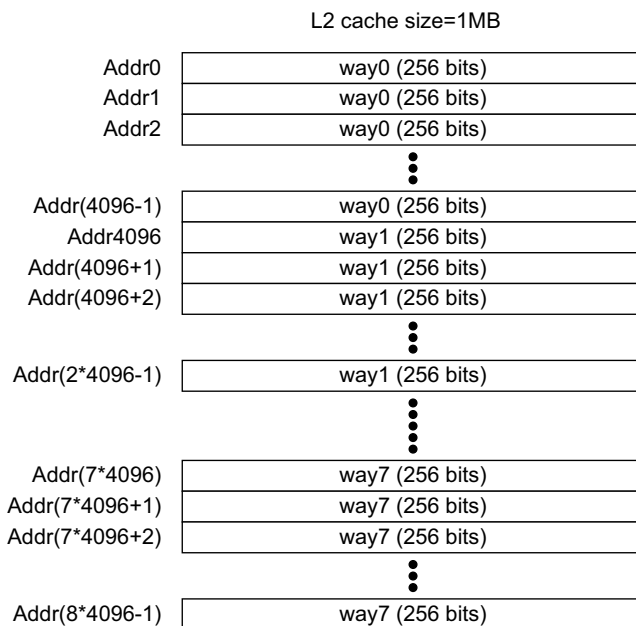 L2 cache size=1MB
Addr0 way0 (256 bits)
Addr1 way0 (256 bits)
Addr2 way0 (256 bits)
Addr(4096-1) way0 (256 bits)
Addr4096 way1 (256 bits)
Addr(4096+1) way1 (256 bits)
Addr(4096+2) way1 (256 bits)
Addr(2*4096-1) way1 (256 bits)
Addr(7*4096) way7 (256 bits)
Addr(7*4096+1) way7 (256 bits)
Addr(7*4096+2) way7 (256 bits)
Addr(8*4096-1) way7 (256 bits)